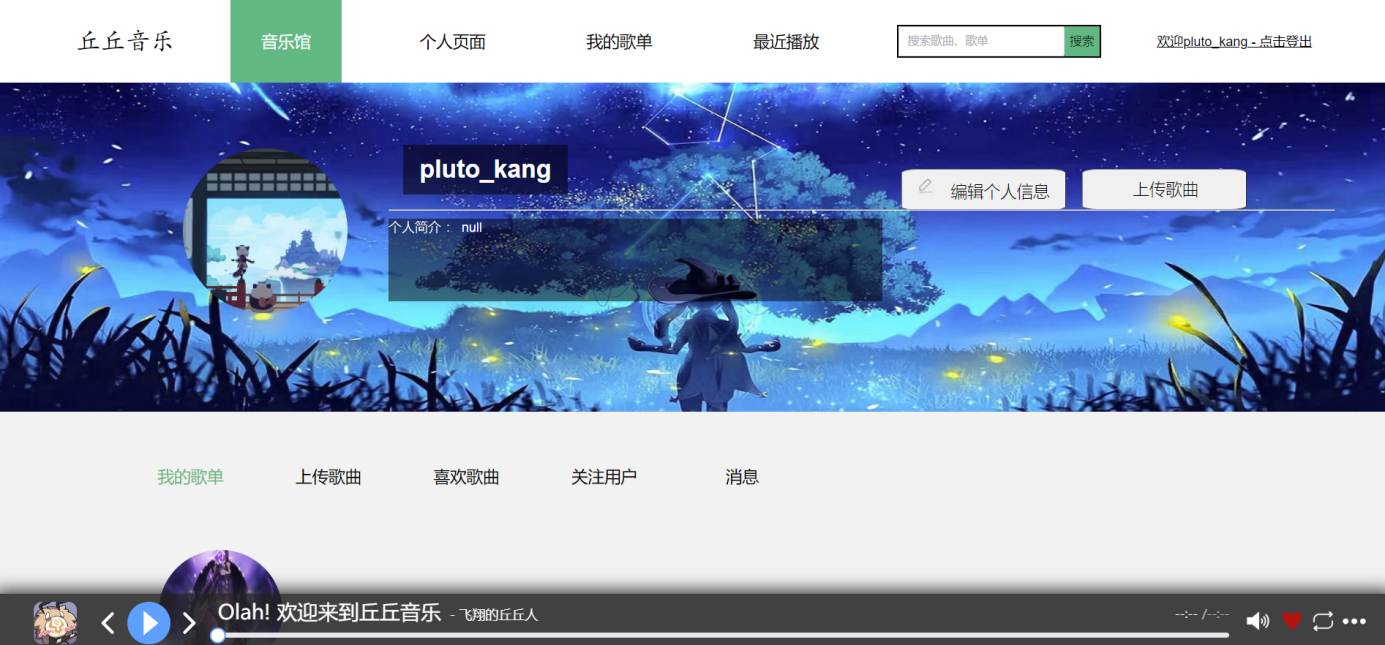 丘丘音乐 音乐馆 个人页面 我的歌单 最近播放 搜索歌曲、歌单 搜索 欢迎pluto_kang - 点击登出
pluto_kang
编辑个人信息 上传歌曲
个人简介： null
我的歌单 上传歌曲 喜欢歌曲 关注用户 消息
Olah! 欢迎来到丘丘音乐 - 飞翔的丘丘人 --:-- /--:--